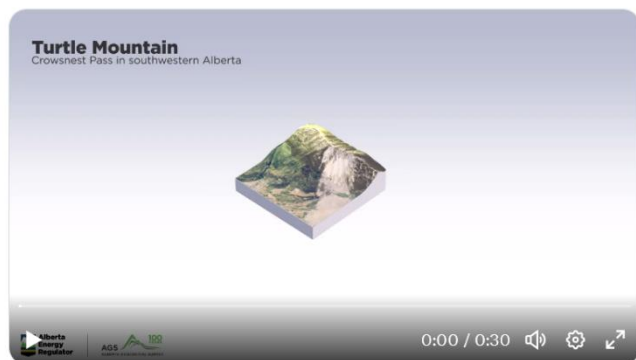 Turtle Mountain
Crowsnest Pass in southwestern Alberta
Alberta
Energy
Regulator
AGS
100
0:00 / 0:30